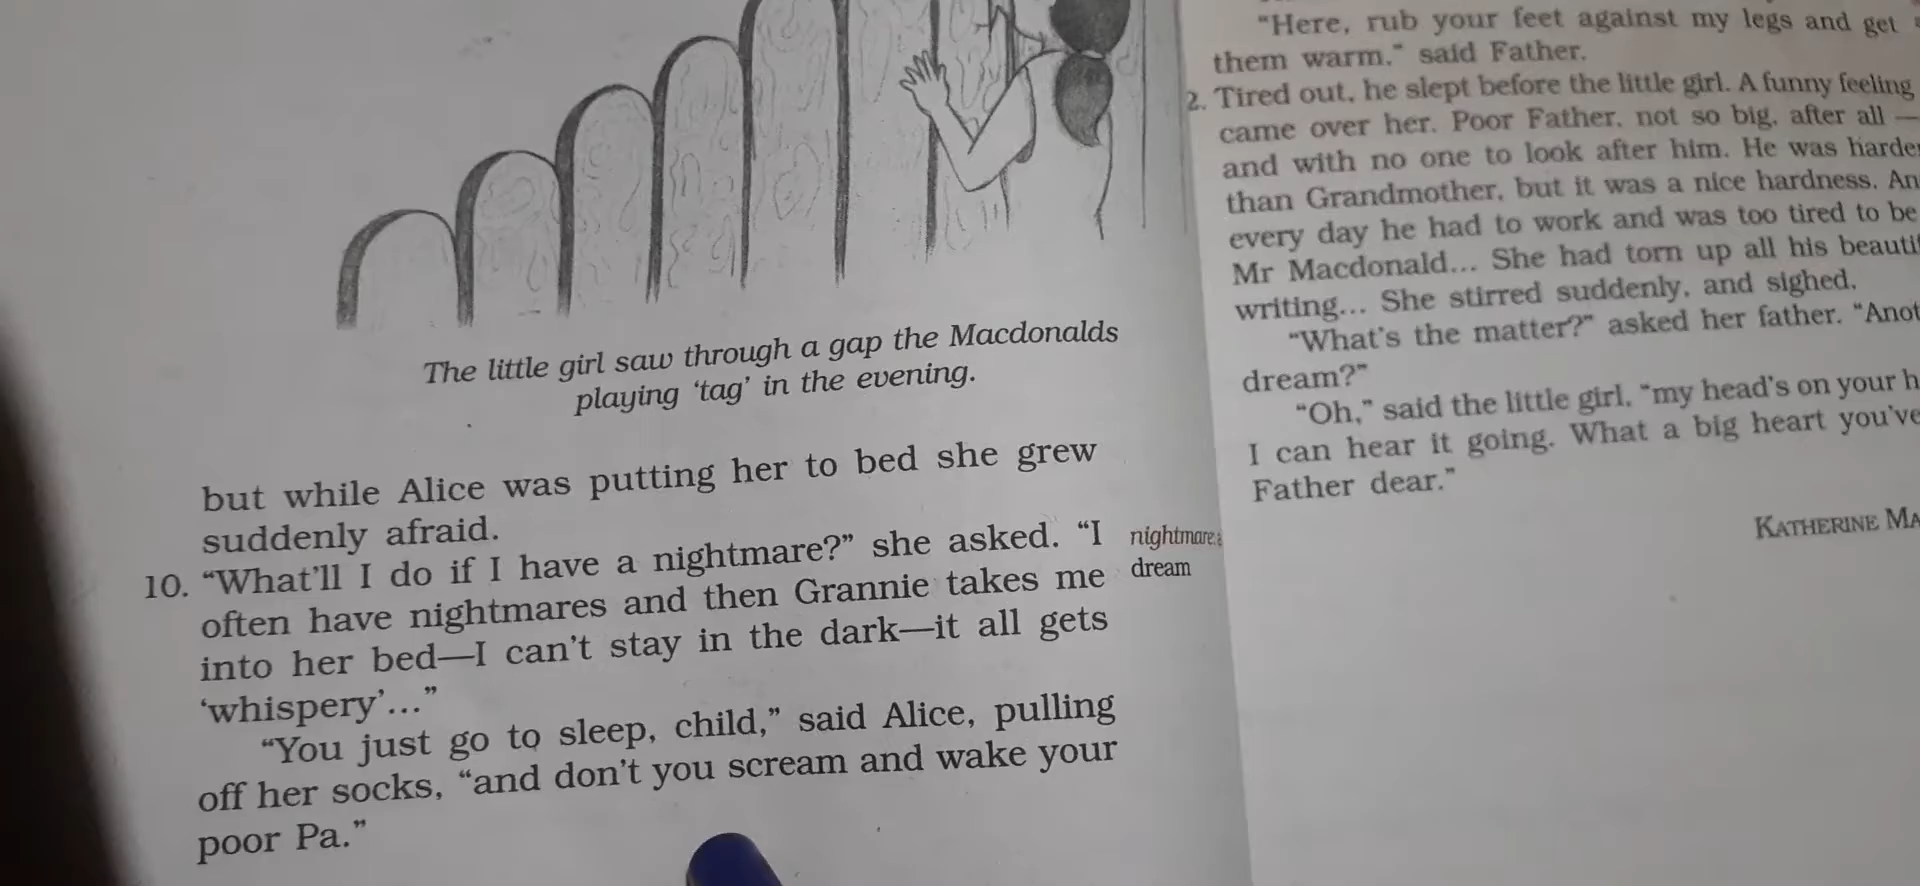 The little girl saw through a gap the Macdonalds
playing ‘tag’ in the evening.
but while Alice was putting her to bed she grew
suddenly afraid.
10. “What’ll I do if I have a nightmare?” she asked. “I
often have nightmares and then Grannie takes me
into her bed—I can’t stay in the dark—it all gets
‘whispery’...”
“You just go to sleep, child,” said Alice, pulling
off her socks, “and don’t you scream and wake your
poor Pa.”
nightmare:
dream
“Here, rub your feet against my legs and get
them warm,” said Father.
2. Tired out, he slept before the little girl. A funny feeling
came over her. Poor Father, not so big, after all —
and with no one to look after him. He was harder
than Grandmother, but it was a nice hardness. An
every day he had to work and was too tired to be
Mr Macdonald... She had torn up all his beauti
writing... She stirred suddenly, and sighed.
“What’s the matter?” asked her father. “Anot
dream?”
“Oh,” said the little girl, “my head’s on your h
I can hear it going. What a big heart you’ve
Father dear.”
KATHERINE MA